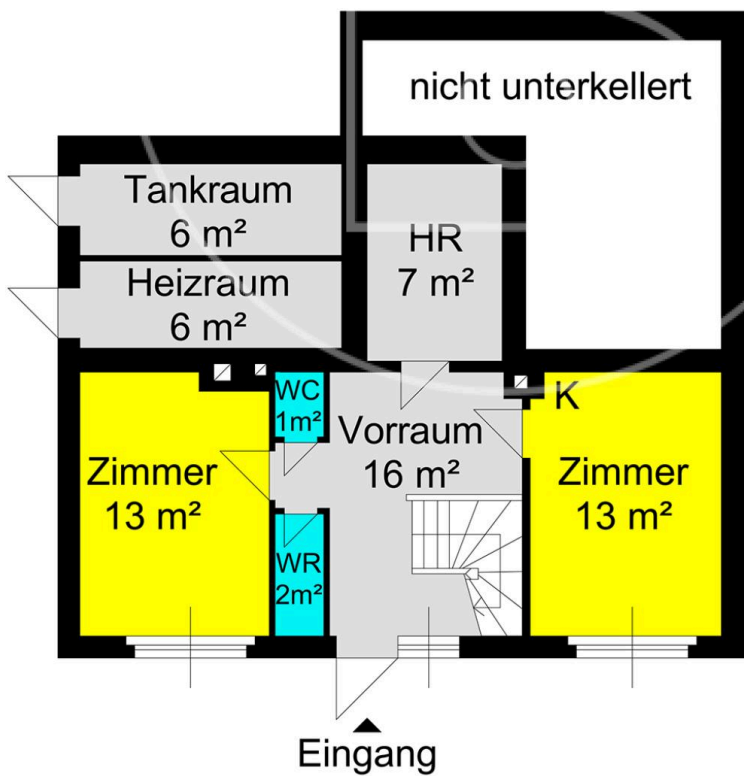 nicht unterkellert
Tankraum
6 m²
HR
7 m²
Heizraum
6 m²
WC
1m²
K
Vorraum
16 m²
Zimmer
13 m²
Zimmer
13 m²
WR
2m²
Eingang